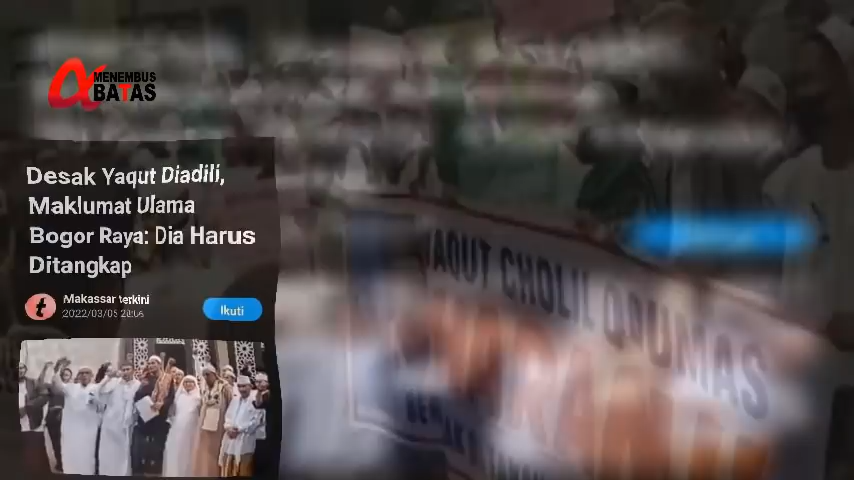 MENEMBUS
BATAS
Desak Yaqut Diadili,
Maklumat Ulama
Bogor Raya: Dia Harus
Ditangkap
Makassar terkini
Ikuti
YAQUT CHOLIL QOUMAS